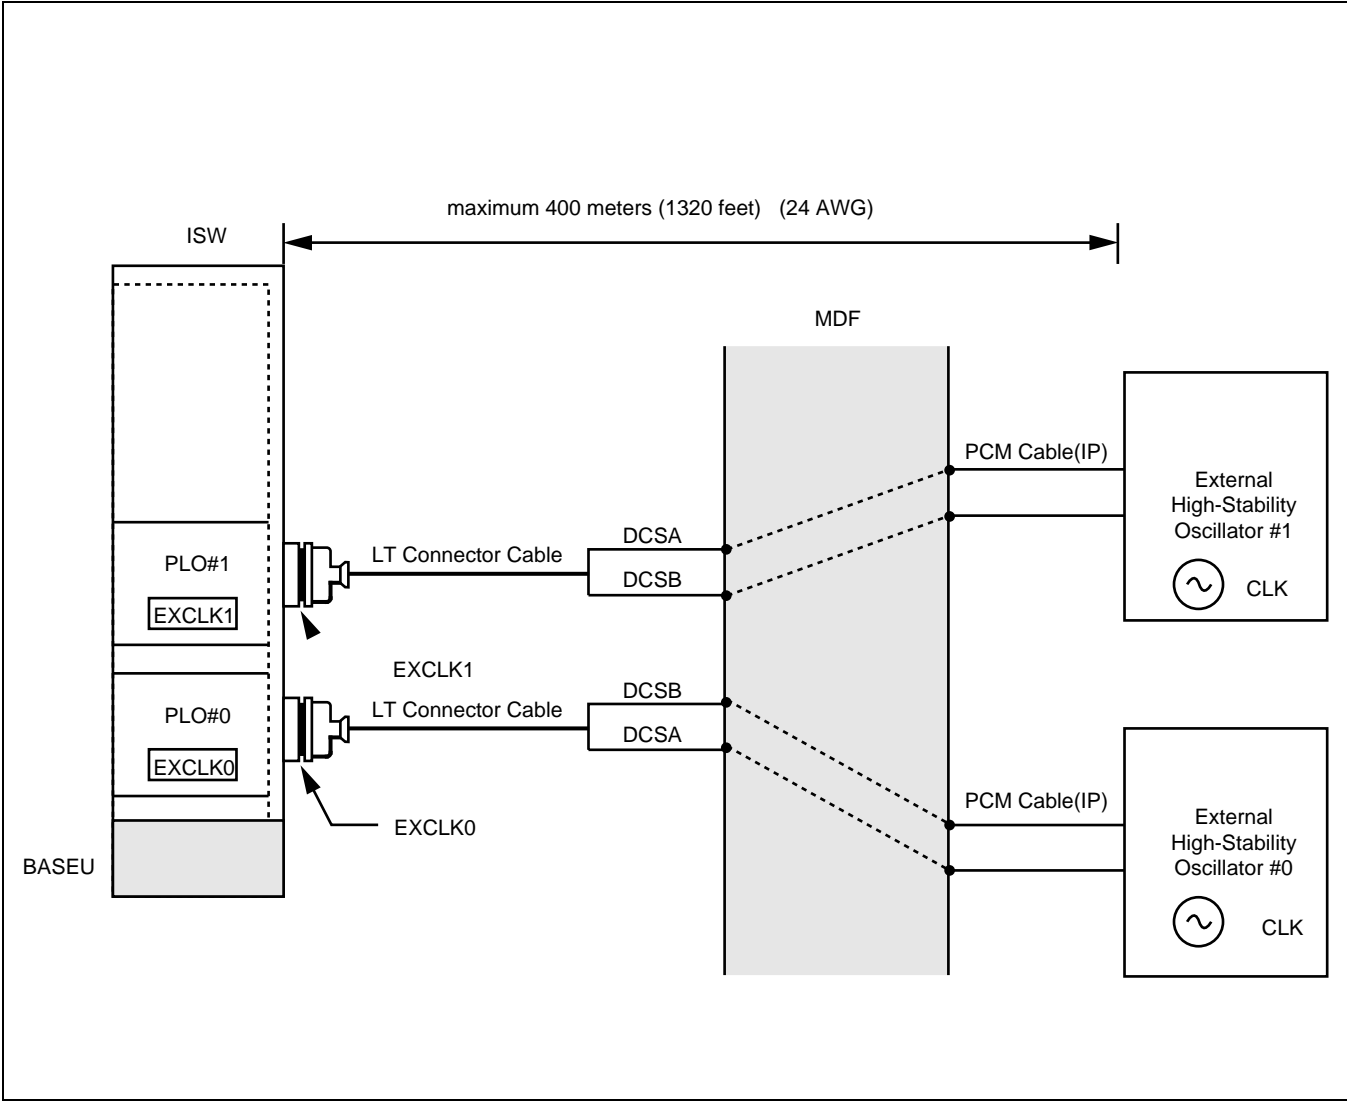 maximum 400 meters (1320 feet) (24 AWG)
ISW
MDF
PCM Cable(IP)
External
High-Stability
Oscillator #1
CLK
DCSA
LT Connector Cable
DCSB
PLO#1
EXCLK1
EXCLK1
DCSB
LT Connector Cable
DCSA
PLO#0
EXCLK0
EXCLK0
PCM Cable(IP)
External
High-Stability
Oscillator #0
CLK
BASEU